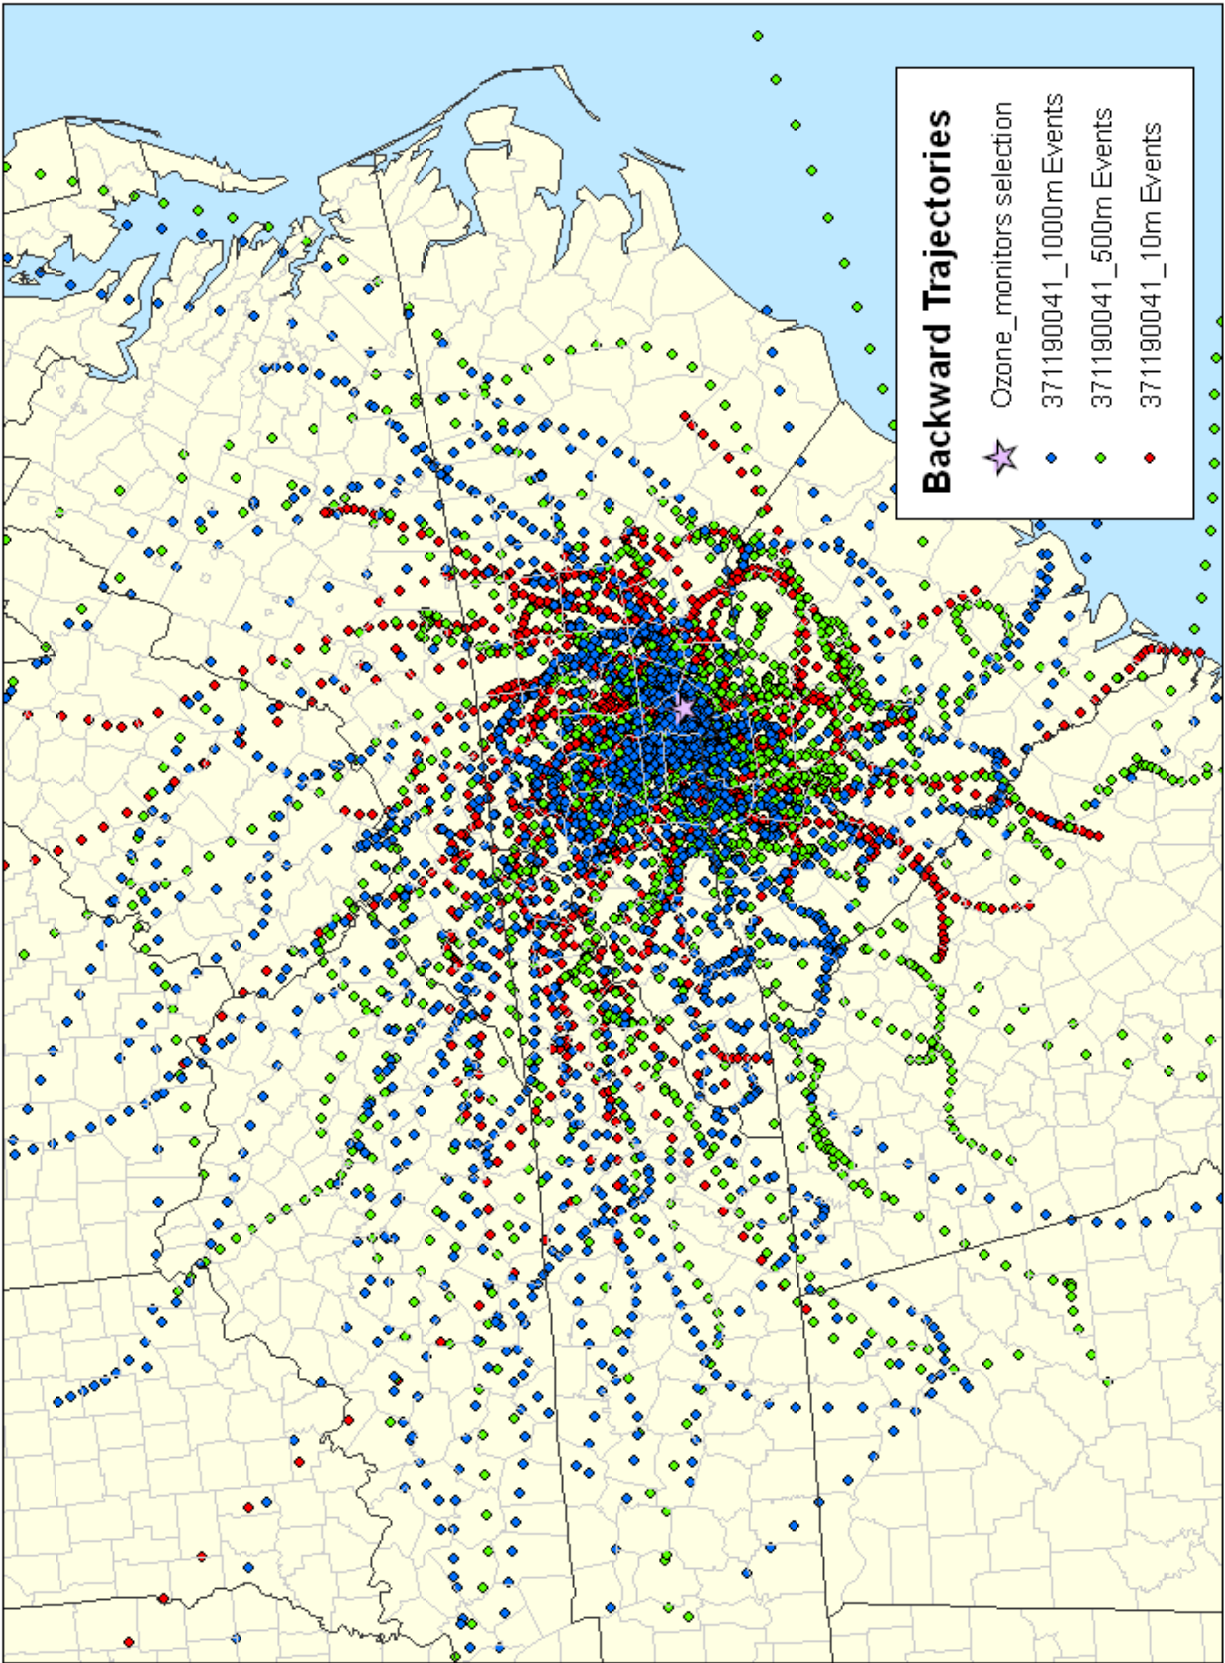 Backward Trajectories
Ozone_monitors selection
371190041_1000m Events
371190041_500m Events
371190041_10m Events